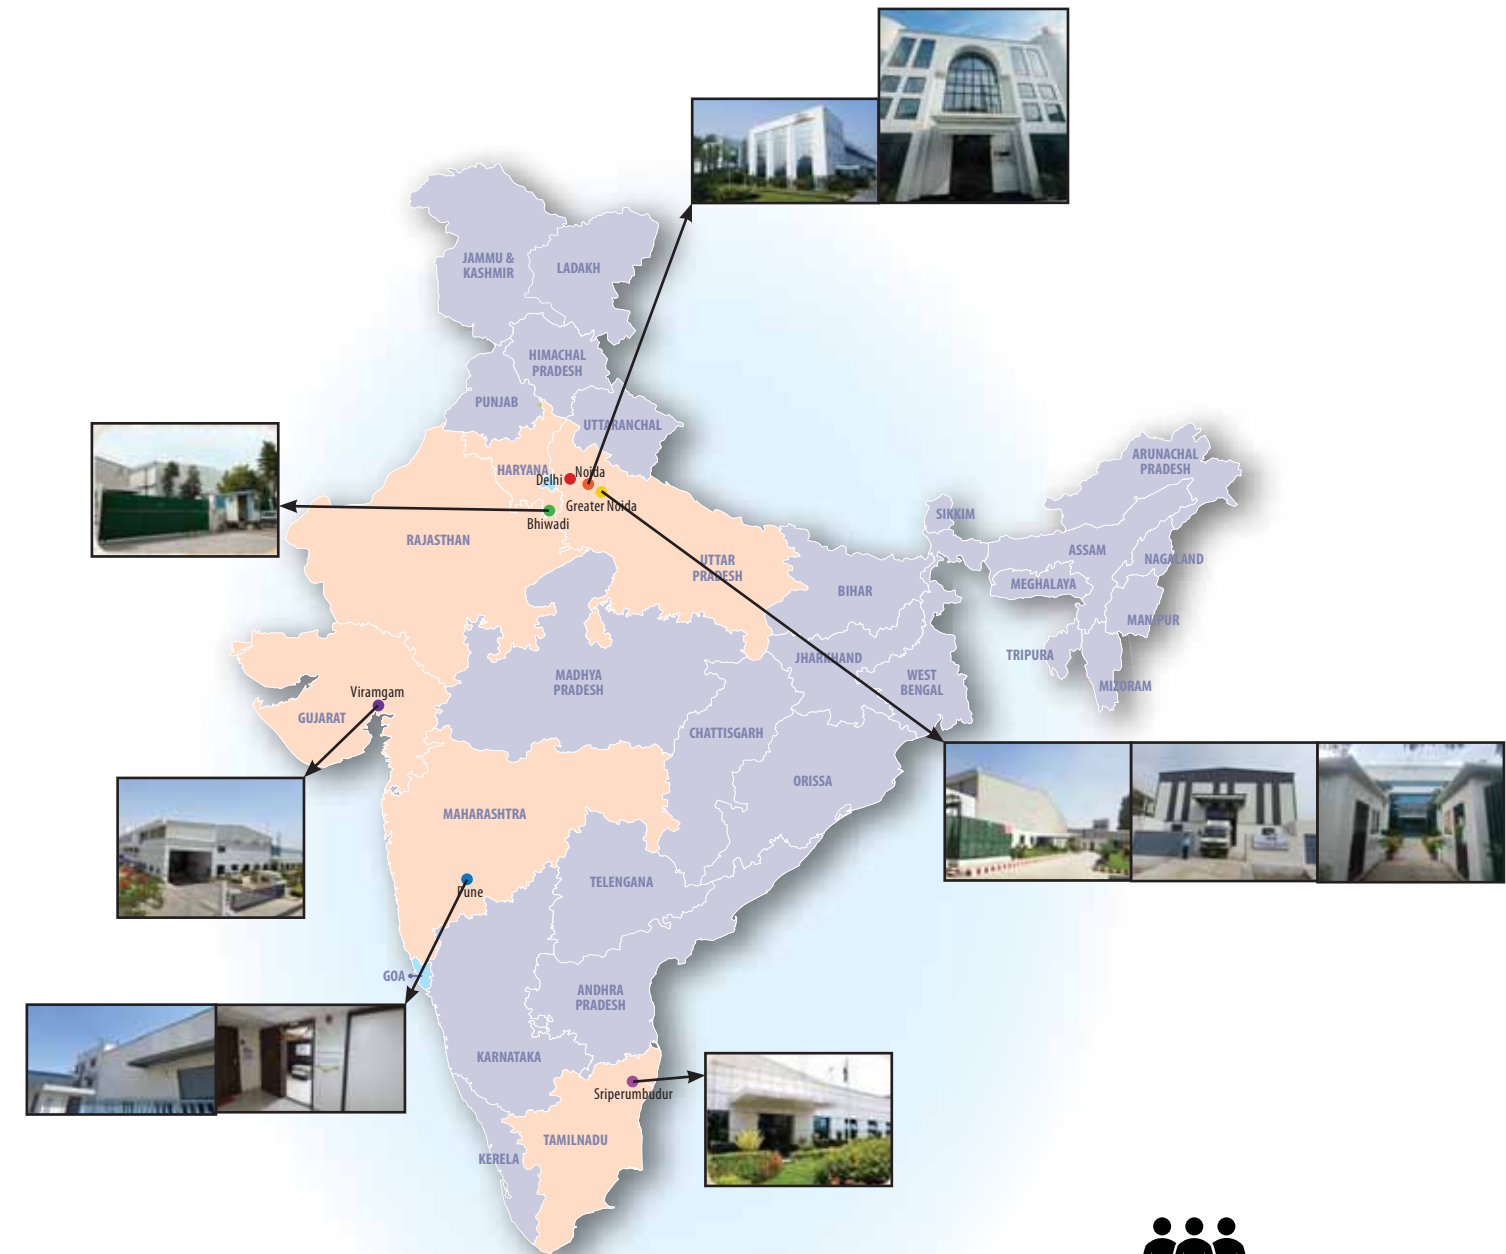 JAMMU &
KASHMIR
LADAKH
HIMACHAL
PRADESH
PUNJAB
UTTARANCHAL
HARYANA
Delhi
Noida
Greater Noida
Bhiwadi
RAJASTHAN
UTTAR
PRADESH
BIHAR
SIKKIM
ARUNACHAL
PRADESH
ASSAM
NAGALAND
MEGHALAYA
MANIPUR
TRIPURA
MIZORAM
JHARKHAND
WEST
BENGAL
MADHYA
PRADESH
Viramgam
GUJARAT
CHATTISGARH
ORISSA
MAHARASHTRA
Pune
TELENGANA
GOA
ANDHRA
PRADESH
KARNATAKA
Sriperumbudur
TAMILNADU
KERELA